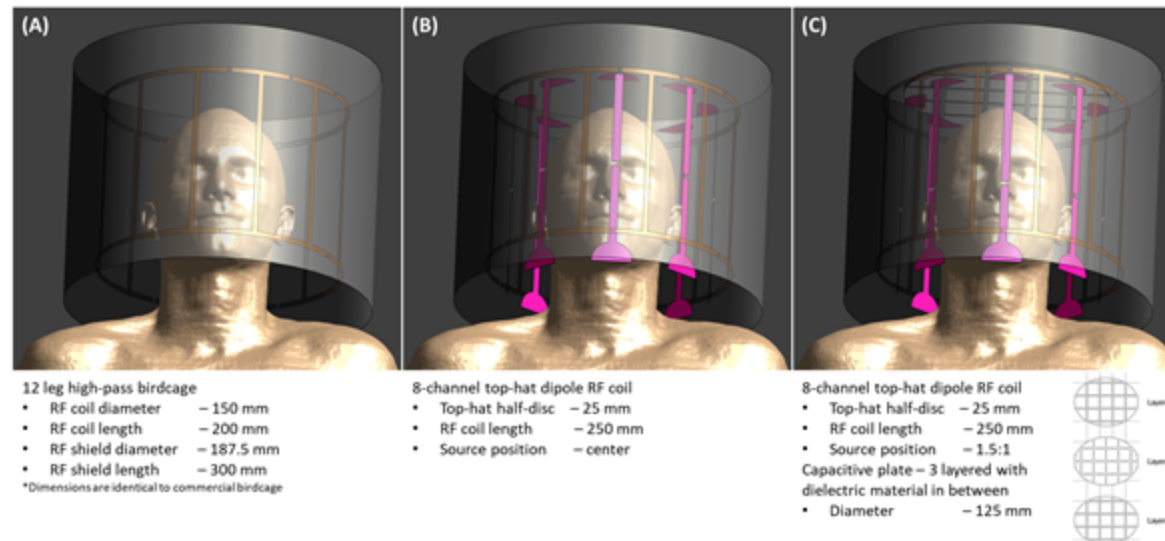 (A)
(B)
(C)
12 leg high-pass birdcage
▪ RF coil diameter – 150 mm
▪ RF coil length – 200 mm
▪ RF shield diameter – 187.5 mm
▪ RF shield length – 300 mm
*Dimensions are identical to commercial birdcage
8-channel top-hat dipole RF coil
▪ Top-hat half-disc – 25 mm
▪ RF coil length – 250 mm
▪ Source position – center
8-channel top-hat dipole RF coil
▪ Top-hat half-disc – 25 mm
▪ RF coil length – 250 mm
▪ Source position – 1.5:1
Capacitive plate – 3 layered with
dielectric material in between
▪ Diameter – 125 mm